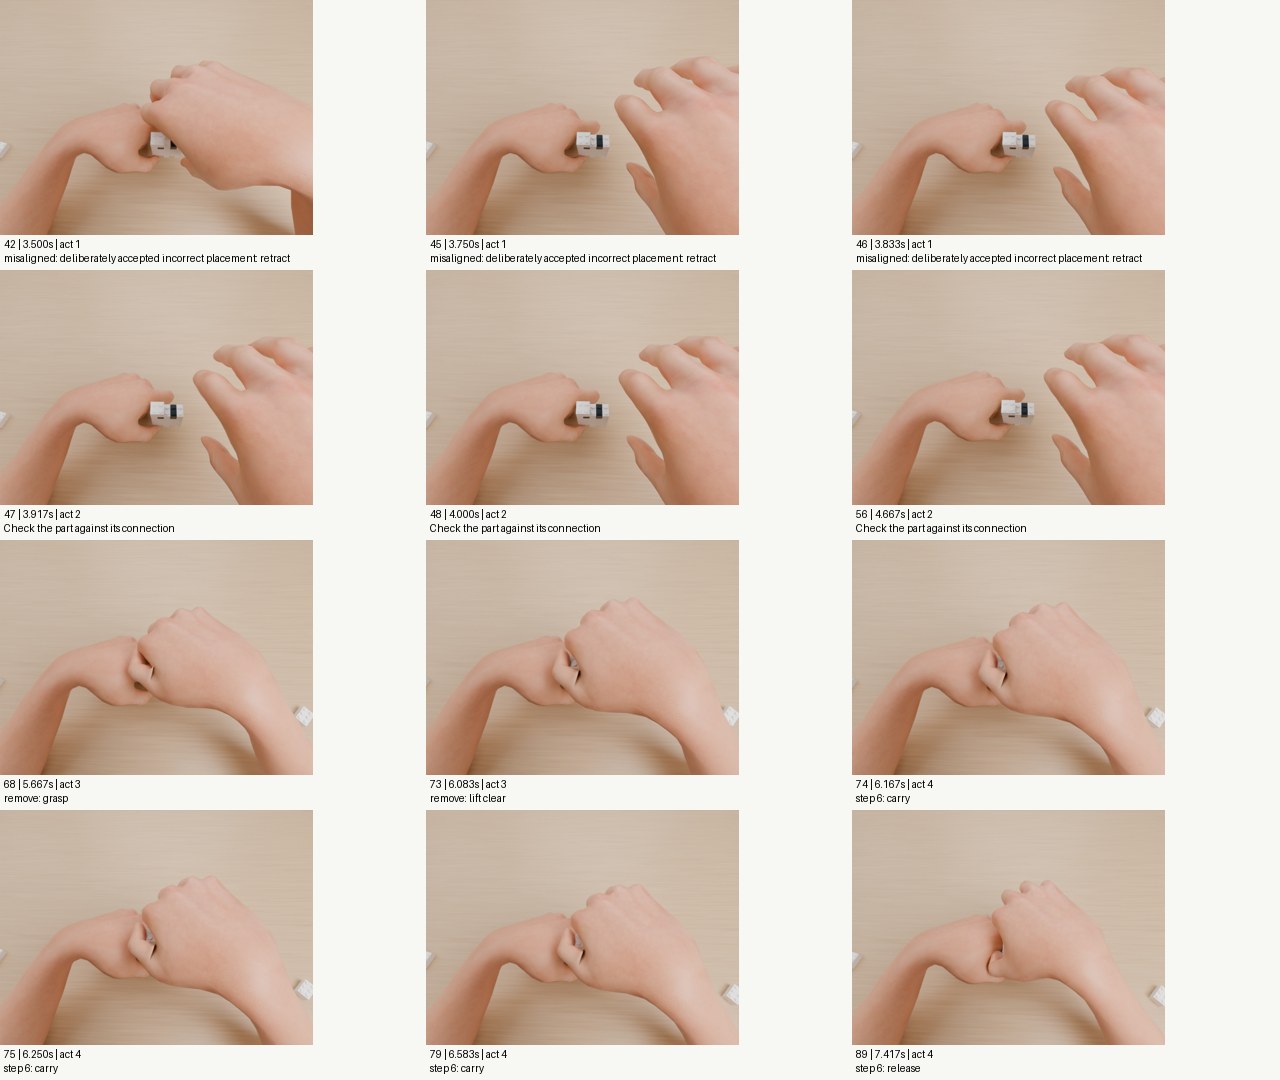 42 | 3.500s | act 1
misaligned: deliberately accepted incorrect placement: retract
45 | 3.750s | act 1
misaligned: deliberately accepted incorrect placement: retract
46 | 3.833s | act 1
misaligned: deliberately accepted incorrect placement: retract
47 | 3.917s | act 2
Check the part against its connection
48 | 4.000s | act 2
Check the part against its connection
56 | 4.667s | act 2
Check the part against its connection
68 | 5.667s | act 3
remove: grasp
73 | 6.083s | act 3
remove: lift clear
74 | 6.167s | act 4
step 6: carry
75 | 6.250s | act 4
step 6: carry
79 | 6.583s | act 4
step 6: carry
89 | 7.417s | act 4
step 6: release